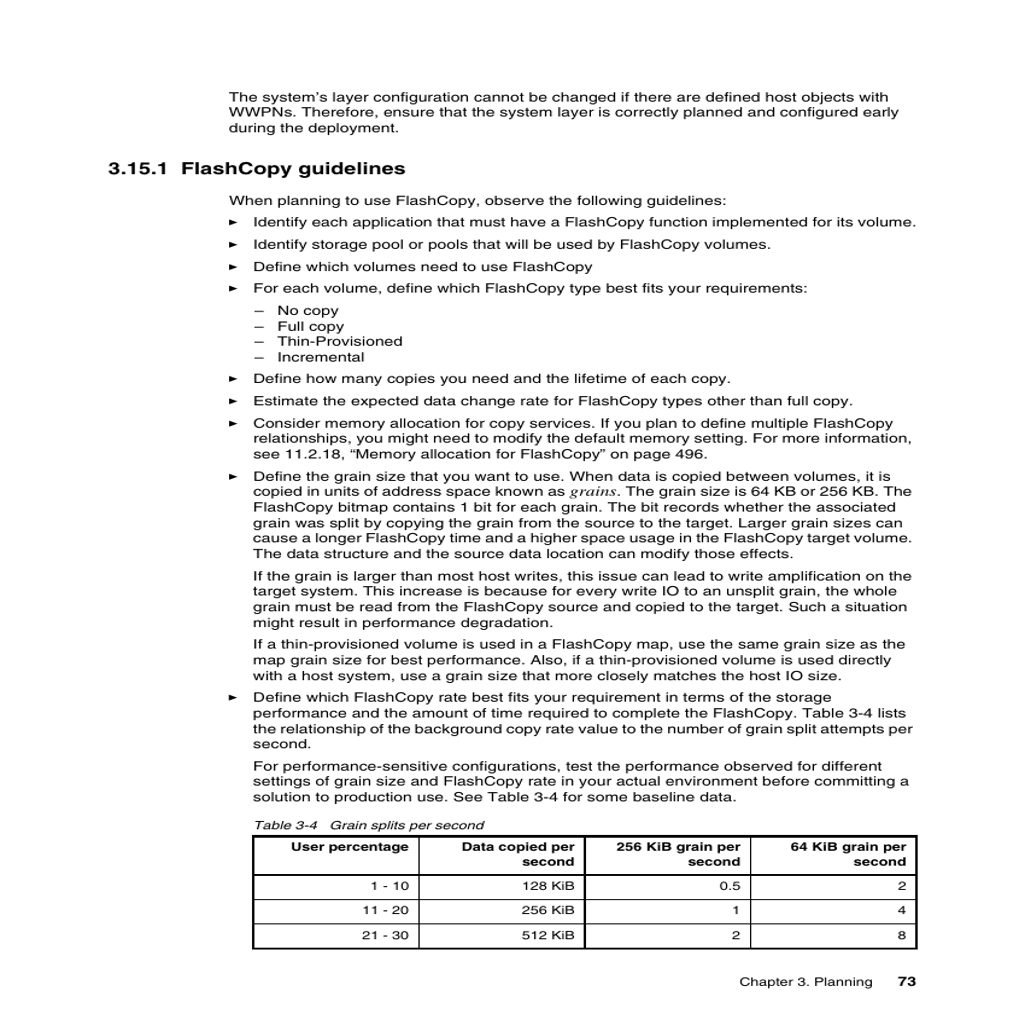 The system’s layer configuration cannot be changed if there are defined host objects with
WWPNs. Therefore, ensure that the system layer is correctly planned and configured early
during the deployment.
3.15.1 FlashCopy guidelines
When planning to use FlashCopy, observe the following guidelines:
► Identify each application that must have a FlashCopy function implemented for its volume.
► Identify storage pool or pools that will be used by FlashCopy volumes.
► Define which volumes need to use FlashCopy
► For each volume, define which FlashCopy type best fits your requirements:
– No copy
– Full copy
– Thin-Provisioned
– Incremental
► Define how many copies you need and the lifetime of each copy.
► Estimate the expected data change rate for FlashCopy types other than full copy.
► Consider memory allocation for copy services. If you plan to define multiple FlashCopy
relationships, you might need to modify the default memory setting. For more information,
see 11.2.18, “Memory allocation for FlashCopy” on page 496.
► Define the grain size that you want to use. When data is copied between volumes, it is
copied in units of address space known as grains. The grain size is 64 KB or 256 KB. The
FlashCopy bitmap contains 1 bit for each grain. The bit records whether the associated
grain was split by copying the grain from the source to the target. Larger grain sizes can
cause a longer FlashCopy time and a higher space usage in the FlashCopy target volume.
The data structure and the source data location can modify those effects.
If the grain is larger than most host writes, this issue can lead to write amplification on the
target system. This increase is because for every write IO to an unsplit grain, the whole
grain must be read from the FlashCopy source and copied to the target. Such a situation
might result in performance degradation.
If a thin-provisioned volume is used in a FlashCopy map, use the same grain size as the
map grain size for best performance. Also, if a thin-provisioned volume is used directly
with a host system, use a grain size that more closely matches the host IO size.
► Define which FlashCopy rate best fits your requirement in terms of the storage
performance and the amount of time required to complete the FlashCopy. Table 3-4 lists
the relationship of the background copy rate value to the number of grain split attempts per
second.
For performance-sensitive configurations, test the performance observed for different
settings of grain size and FlashCopy rate in your actual environment before committing a
solution to production use. See Table 3-4 for some baseline data.
Table 3-4 Grain splits per second
User percentage Data copied per second 256 KiB grain per second 64 KiB grain per second
1 - 10 128 KiB 0.5 2
11 - 20 256 KiB 1 4
21 - 30 512 KiB 2 8
Chapter 3. Planning 73